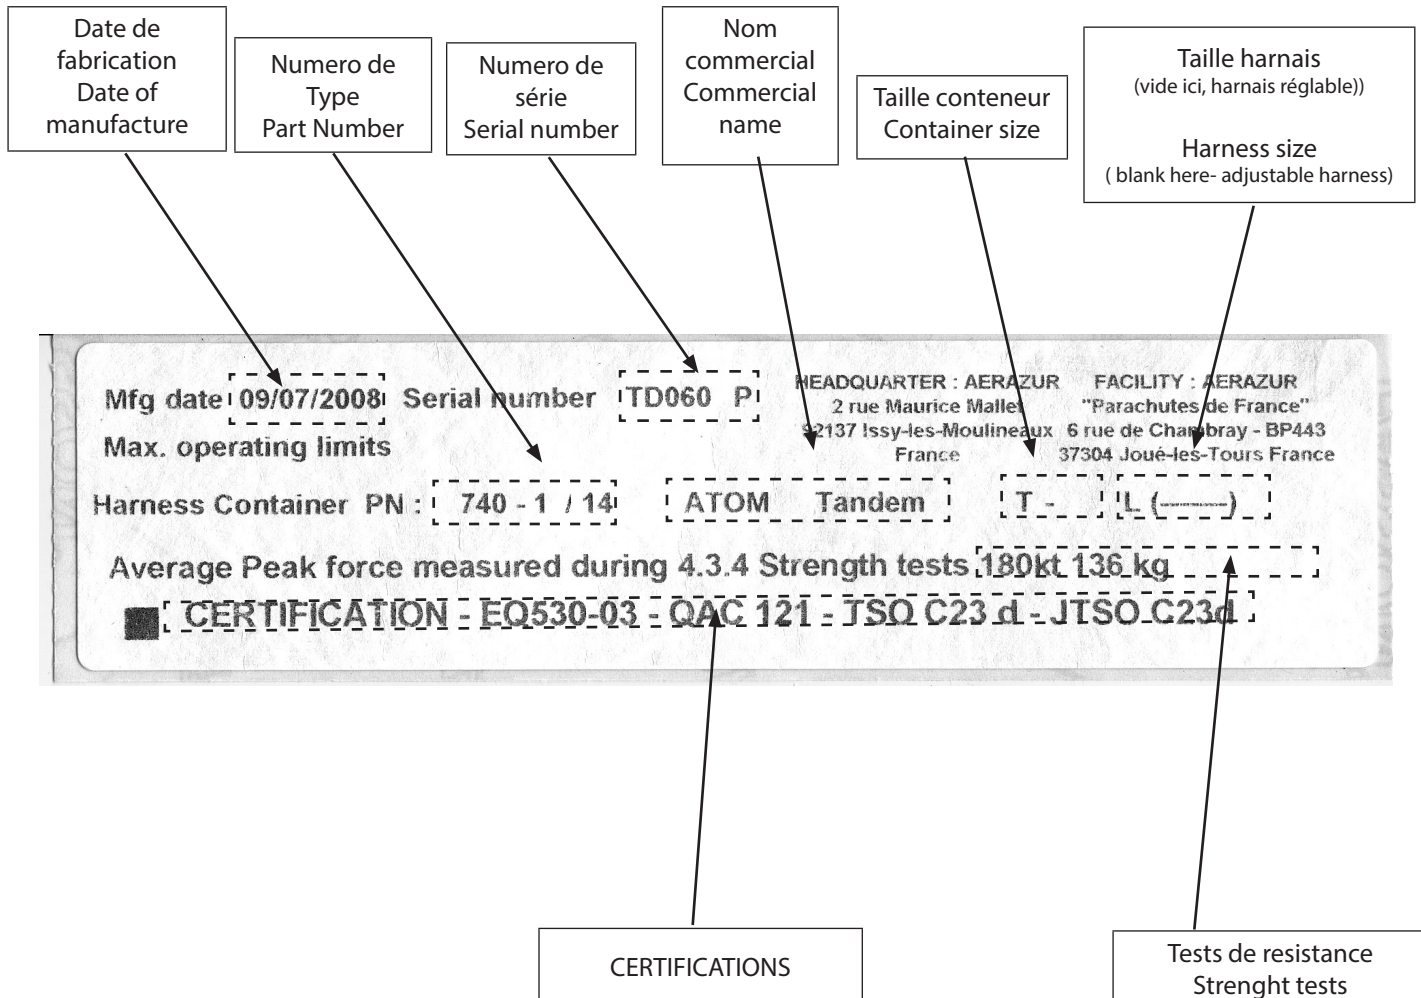 Date de
fabrication
Date of
manufacture
Numero de
Type
Part Number
Numero de
série
Serial number
Nom
commercial
Commercial
name
Taille conteneur
Container size
Taille harnais
(vide ici, harnais réglable))
Harness size
( blank here- adjustable harness)
Mfg date 09/07/2008 Serial number TD060 P
Max. operating limits
HEADQUARTER : AERAZUR
2 rue Maurice Mallet
92137 Issy-les-Moulineaux
France
FACILITY : AERAZUR
"Parachutes de France"
6 rue de Chambray - BP443
37304 Joué-les-Tours France
Harness Container PN : 740 - 1 / 14 ATOM Tandem T - L (-------)
Average Peak force measured during 4.3.4 Strength tests 180kt 136 kg
CERTIFICATION - EQ530-03 - QAC 121 - TSO C23 d - JTSO C23d
CERTIFICATIONS
Tests de resistance
Strenght tests